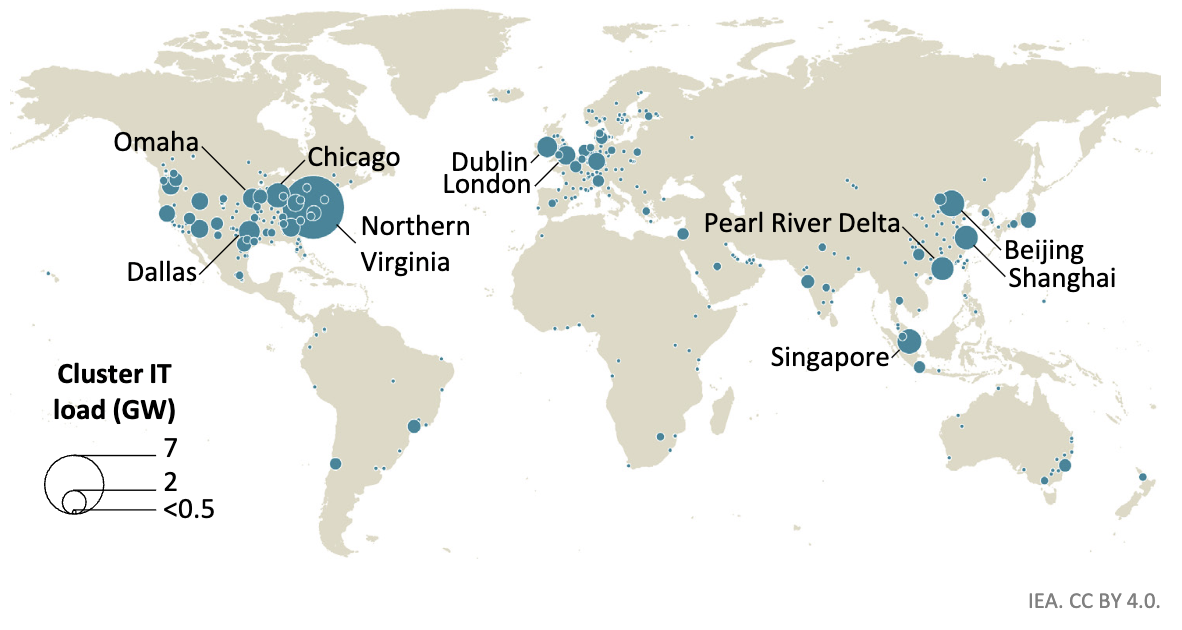 Omaha
Chicago
Dublin
London
Pearl River Delta
Northern
Virginia
Beijing
Shanghai
Dallas
Singapore
Cluster IT
load (GW)
7
2
<0.5
IEA. CC BY 4.0.